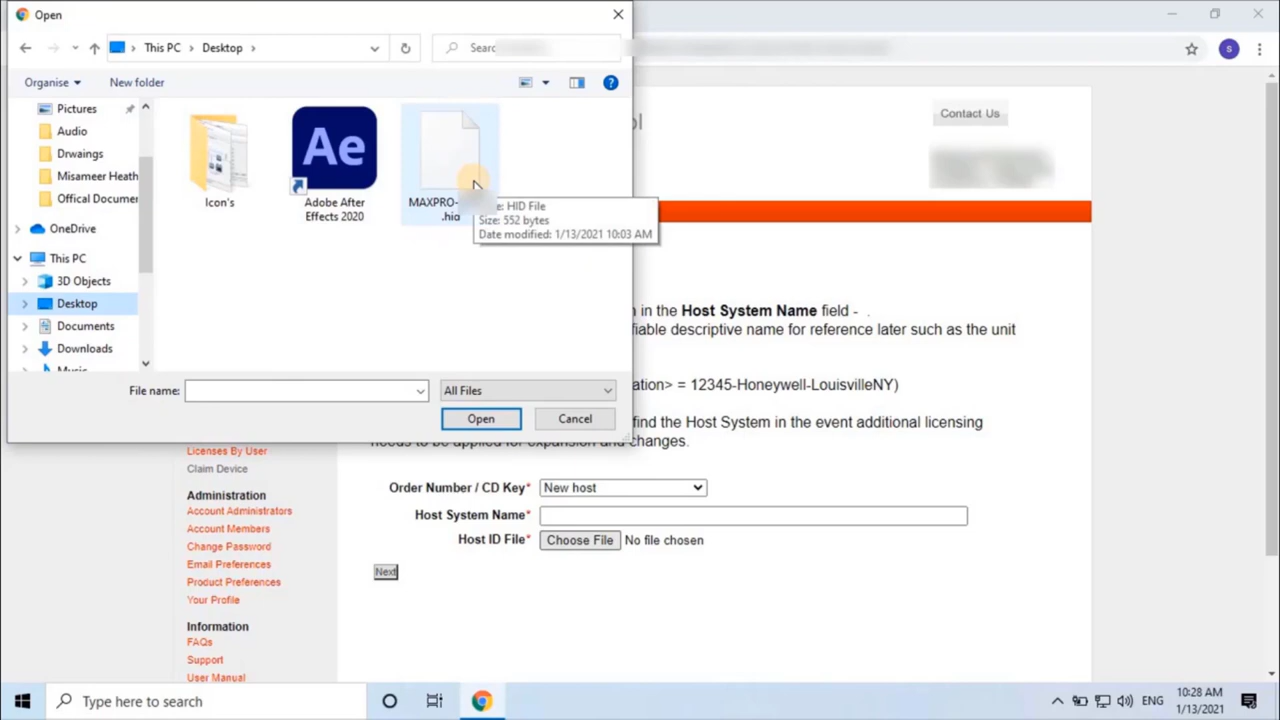 Open
This PC
Desktop
Searc
Organise
New folder
Pictures
Audio
Drwaings
Misameer Heath
Offical Documer
OneDrive
This PC
3D Objects
Desktop
Documents
Downloads
Music
Icon's
Ae
Adobe After
Effects 2020
MAXPRO-
.hid
e: HID File
Size: 552 bytes
Date modified: 1/13/2021 10:03 AM
File name:
All Files
Open
Cancel
S
ol
Contact Us
n in the Host System Name field - .
fiable descriptive name for reference later such as the unit
ation> = 12345-Honeywell-LouisvilleNY)
find the Host System in the event additional licensing
needs to be applied for expansion and changes.
Licenses By User
Claim Device
Administration
Account Administrators
Account Members
Change Password
Email Preferences
Product Preferences
Your Profile
Information
FAQs
Support
User Manual
Order Number / CD Key*
New host
Host System Name*
Host ID File*
Choose File
No file chosen
Next
Type here to search
ENG
10:28 AM
1/13/2021